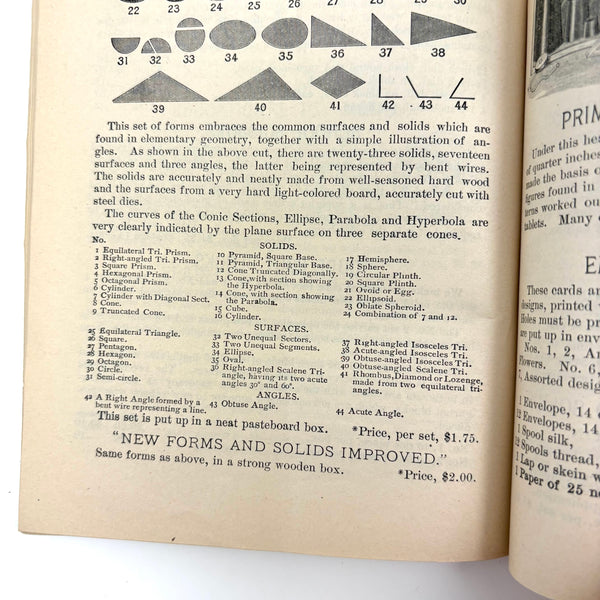 22 23 24 25 26 27 28 29 30
31 32 33 34 35 36 37 38
39 40 41 42 43 44
This set of forms embraces the common surfaces and solids which are
found in elementary geometry, together with a simple illustration of an-
gles. As shown in the above cut, there are twenty-three solids, seventeen
surfaces and three angles, the latter being represented by bent wires.
The solids are accurately and neatly made from well-seasoned hard wood
and the surfaces from a very hard light-colored board, accurately cut with
steel dies.
The curves of the Conic Sections, Ellipse, Parabola and Hyperbola are
very clearly indicated by the plane surface on three separate cones.
No.
SOLIDS.
1 Equilateral Tri. Prism.
2 Right-angled Tri. Prism.
3 Square Prism.
4 Hexagonal Prism.
5 Octagonal Prism.
6 Cylinder.
7 Cylinder with Diagonal Sect.
8 Cone.
9 Truncated Cone.
10 Pyramid, Square Base.
11 Pyramid, Triangular Base.
12 Cone Truncated Diagonally.
13 Cone, with section showing
the Hyperbola.
14 Cone, with section showing
the Parabola.
15 Cube.
16 Cylinder.
17 Hemisphere.
18 Sphere.
19 Circular Plinth.
20 Square Plinth.
21 Ovoid or Egg.
22 Ellipsoid.
23 Oblate Spheroid.
24 Combination of 7 and 12.
SURFACES.
25 Equilateral Triangle.
26 Square.
27 Pentagon.
28 Hexagon.
29 Octagon.
30 Circle.
31 Semi-circle.
32 Two Unequal Sectors.
33 Two Unequal Segments.
34 Ellipse.
35 Oval.
36 Right-angled Scalene Tri-
angle, having its two acute
angles 30° and 60°.
37 Right-angled Isosceles Tri.
38 Acute-angled Isosceles Tri.
39 Obtuse-angled Isosceles Tri.
40 Obtuse-angled Scalene Tri.
41 Rhombus, Diamond or Lozenge,
made from two equilateral tri-
angles.
ANGLES.
42 A Right Angle formed by a
bent wire representing a line.
43 Obtuse Angle.
44 Acute Angle.
This set is put up in a neat pasteboard box. *Price, per set, $1.75.
"NEW FORMS AND SOLIDS IMPROVED."
Same forms as above, in a strong wooden box. *Price, $2.00.
PRIM
Under this hea
of quarter inches
made the basis o
figures found in
turns worked ou
tablets. Many o
E
These cards ar
designs, printed
Holes must be pri
are put up in env
Nos. 1, 2, An
Flowers. No. 6,
7, Assorted desig
1 Envelope, 14 c
12 Envelopes, 14
1 Spool silk,
12 Spools thread,
1 Lap or skein w
1 Paper of 25 ne